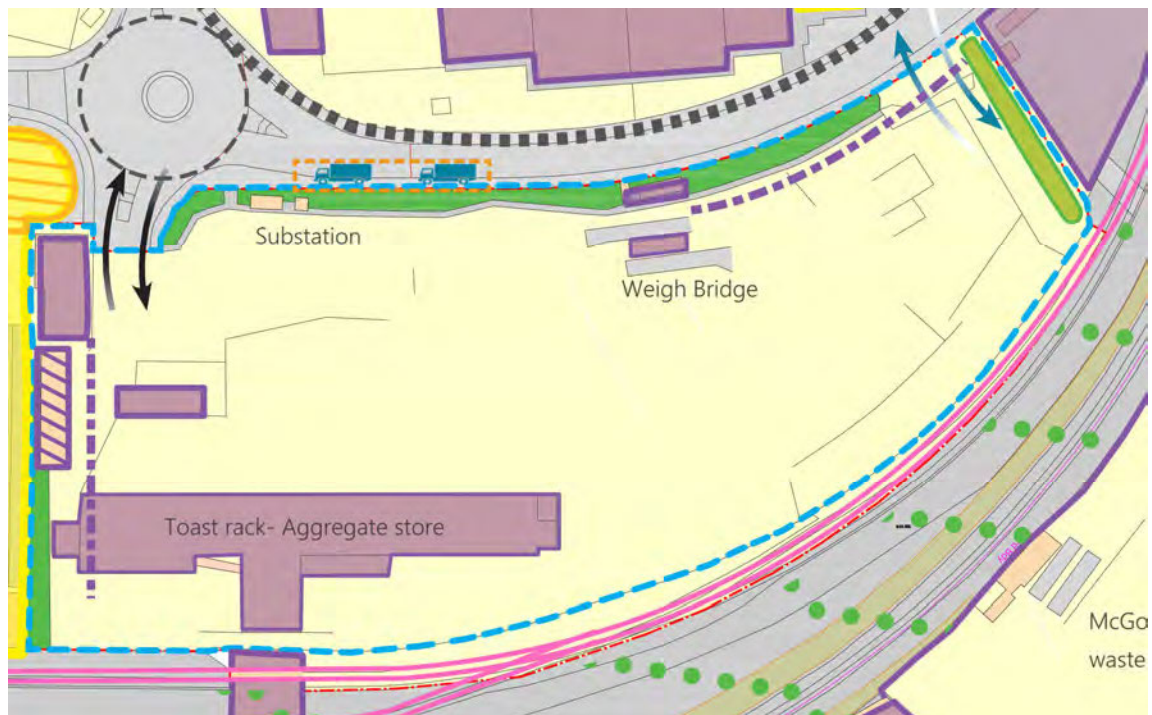 Substation
Weigh Bridge
Toast rack- Aggregate store
McGo
waste